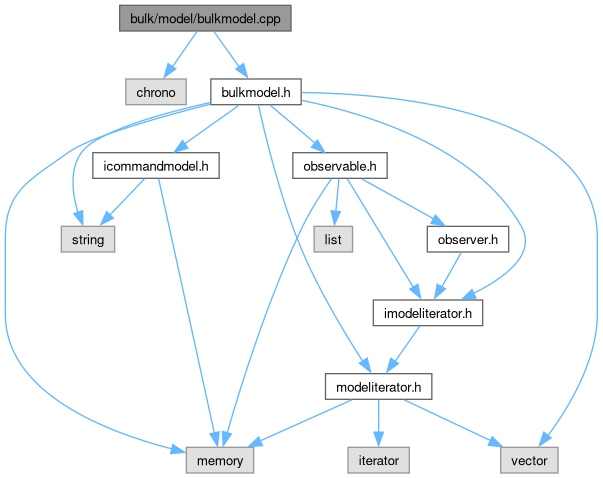 bulk/model/bulkmodel.cpp
chrono
bulkmodel.h
icommandmodel.h
observable.h
string
list
observer.h
imodeliterator.h
modeliterator.h
memory
iterator
vector